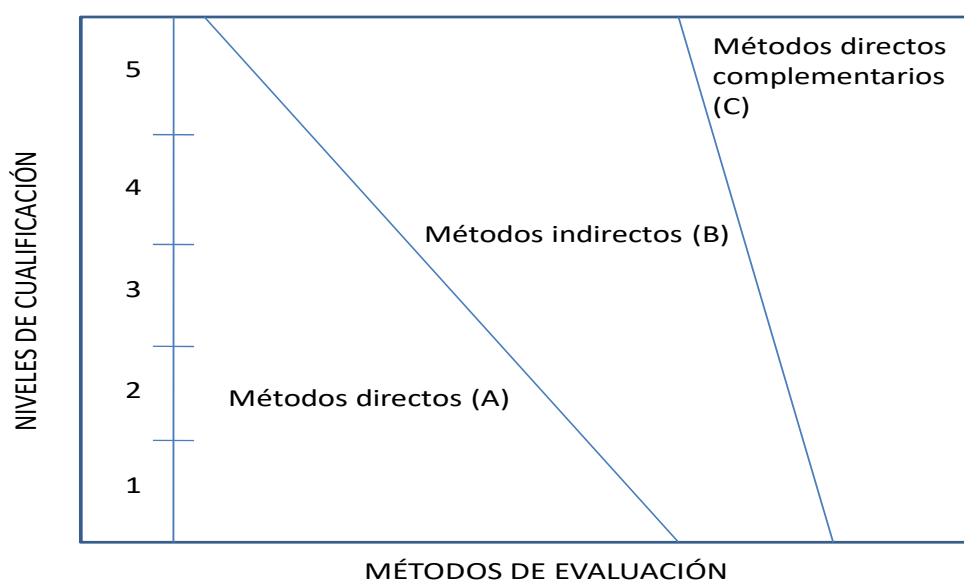 Métodos directos
complementarios
(C)
5
4
Métodos indirectos (B)
3
2
Métodos directos (A)
1
NIVELES DE CUALIFICACIÓN
MÉTODOS DE EVALUACIÓN